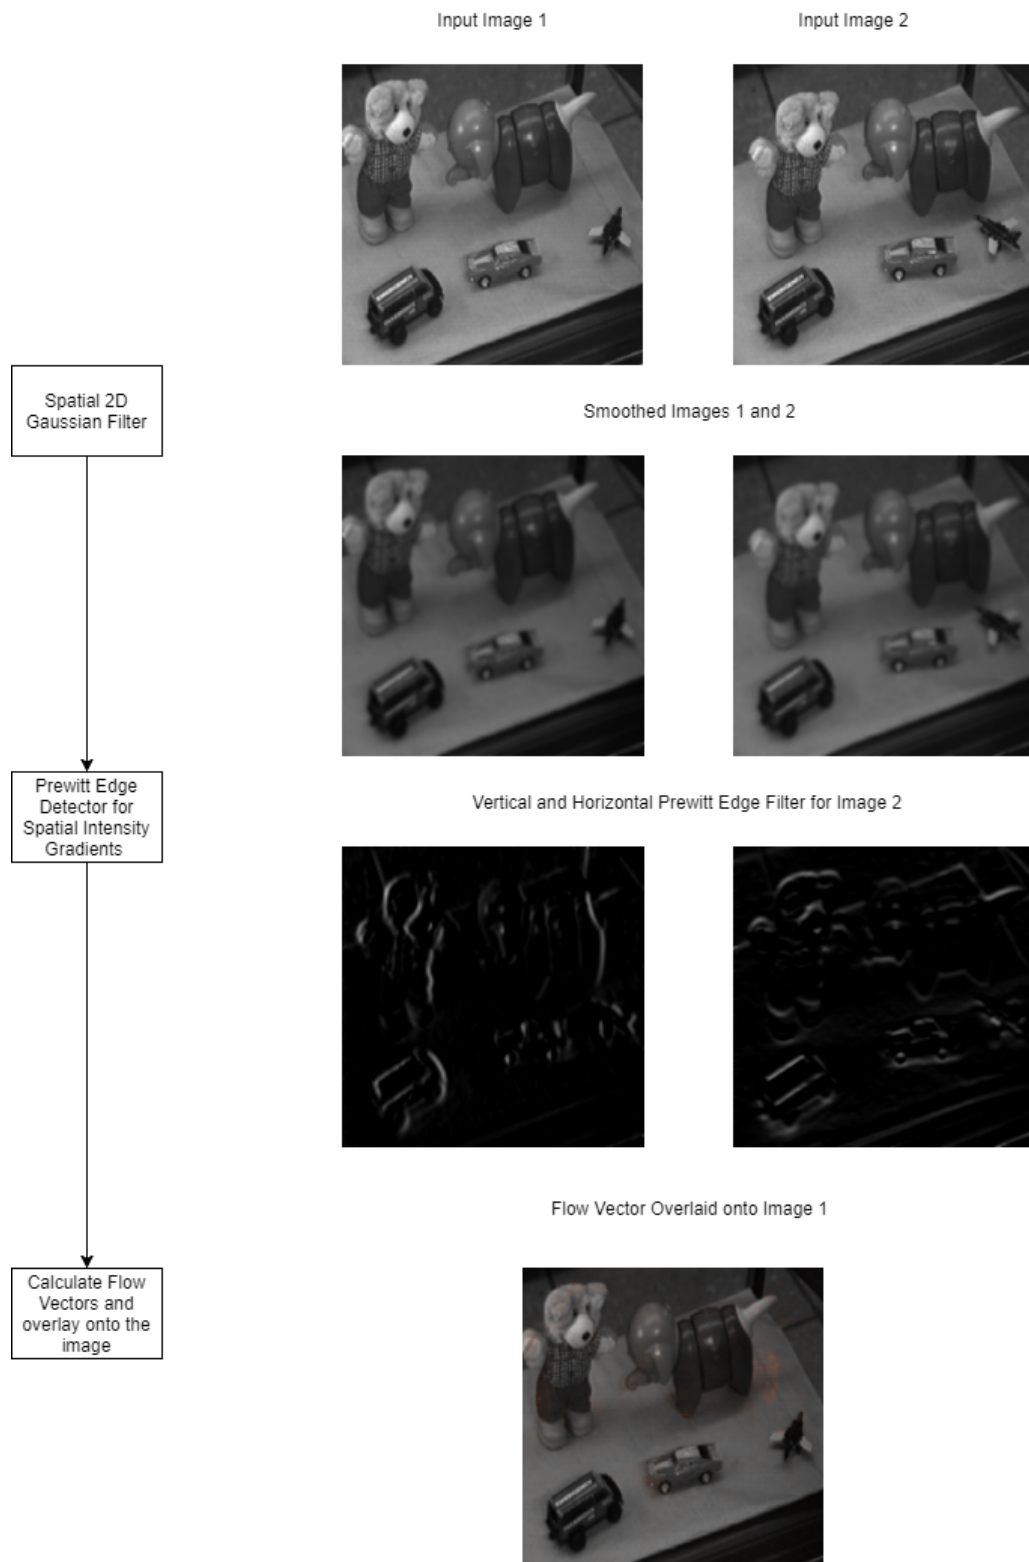 Input Image 1
Input Image 2
Spatial 2D
Gaussian Filter
Smoothed Images 1 and 2
Prewitt Edge
Detector for
Spatial Intensity
Gradients
Vertical and Horizontal Prewitt Edge Filter for Image 2
Flow Vector Overlaid onto Image 1
Calculate Flow
Vectors and
overlay onto the
image